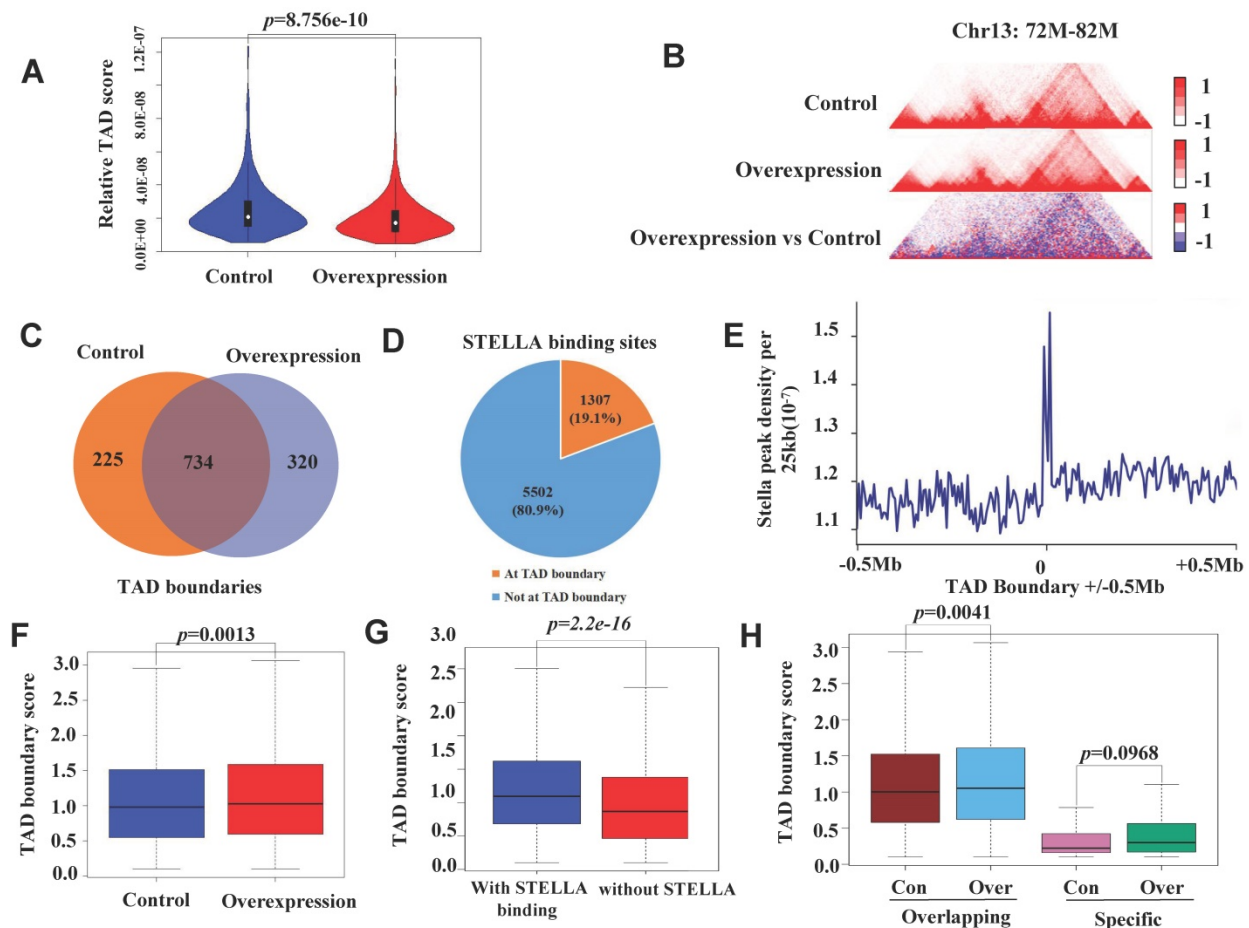 A
p=8.756e-10
Relative TAD score
1.2E-07
8.0E-08
4.0E-08
0.0E+00
Control
Overexpression
B
Chr13: 72M-82M
Control
1
-1
Overexpression
1
-1
Overexpression vs Control
1
-1
C
Control
Overexpression
225
734
320
TAD boundaries
D
STELLA binding sites
1307
(19.1%)
5502
(80.9%)
At TAD boundary
Not at TAD boundary
E
Stella peak density per
25kb(10⁻⁷)
1.5
1.4
1.3
1.2
1.1
-0.5Mb
0
+0.5Mb
TAD Boundary +/-0.5Mb
F
p=0.0013
TAD boundary score
3.0
2.5
2.0
1.5
1.0
0.5
0.0
Control
Overexpression
G
p=2.2e-16
TAD boundary score
3.0
2.5
2.0
1.5
1.0
0.5
0.0
With STELLA
binding
without STELLA
H
p=0.0041
p=0.0968
TAD boundary score
3.0
2.5
2.0
1.5
1.0
0.5
0.0
Con
Over
Con
Over
Overlapping
Specific